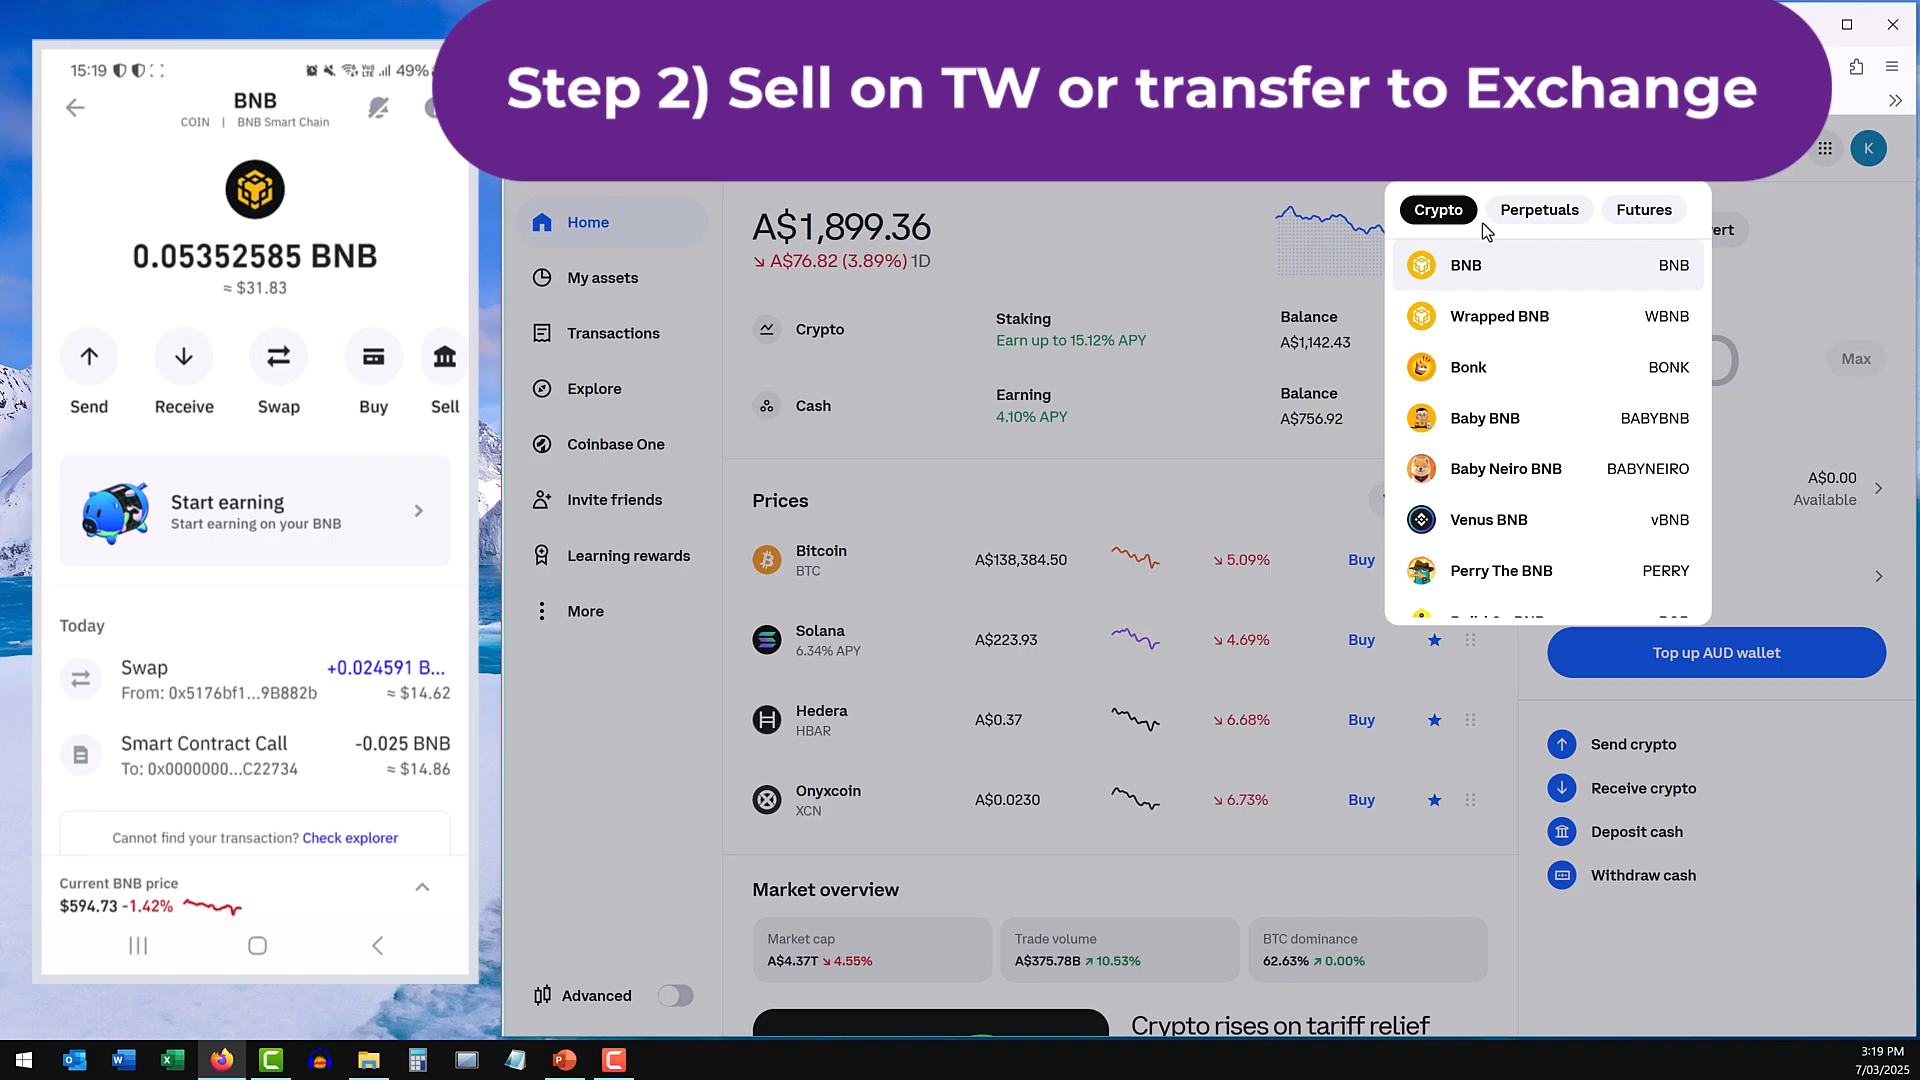 Step 2) Sell on TW or transfer to Exchange
15:19
49%
BNB
COIN | BNB Smart Chain
0.05352585 BNB
≈ $31.83
Send
Receive
Swap
Buy
Sell
Start earning
Start earning on your BNB
Today
Swap
+0.024591 B...
From: 0x5176bf1...9B882b
≈ $14.62
Smart Contract Call
-0.025 BNB
To: 0x0000000...C22734
≈ $14.86
Cannot find your transaction? Check explorer
Current BNB price
$594.73 -1.42%
Home
My assets
Transactions
Explore
Coinbase One
Invite friends
Learning rewards
More
Advanced
A$1,899.36
↘ A$76.82 (3.89%) 1D
Crypto
Staking
Earn up to 15.12% APY
Balance
A$1,142.43
Cash
Earning
4.10% APY
Balance
A$756.92
Prices
Bitcoin
BTC
A$138,384.50
↘ 5.09%
Buy
Solana
6.34% APY
A$223.93
↘ 4.69%
Buy
Hedera
HBAR
A$0.37
↘ 6.68%
Buy
Onyxcoin
XCN
A$0.0230
↘ 6.73%
Buy
Market overview
Market cap
A$4.37T ↘ 4.55%
Trade volume
A$375.78B ↗ 10.53%
BTC dominance
62.63% ↗ 0.00%
Crypto rises on tariff relief
K
Crypto
Perpetuals
Futures
BNB
BNB
Wrapped BNB
WBNB
Bonk
BONK
Baby BNB
BABYBNB
Baby Neiro BNB
BABYNEIRO
Venus BNB
vBNB
Perry The BNB
PERRY
vert
Max
A$0.00
Available
Top up AUD wallet
Send crypto
Receive crypto
Deposit cash
Withdraw cash
3:19 PM
7/03/2025